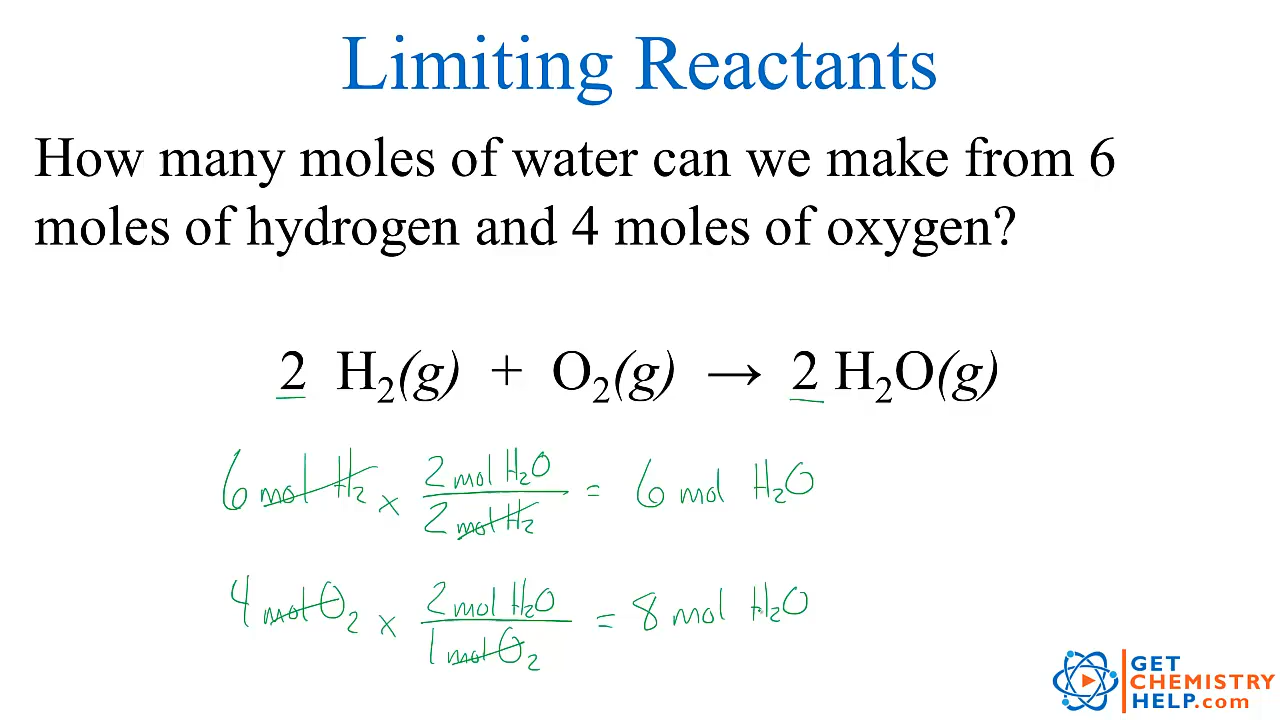 Limiting Reactants
How many moles of water can we make from 6
moles of hydrogen and 4 moles of oxygen?
2 H₂(g) + O₂(g) → 2 H₂O(g)
6 mol H₂ x 2 mol H₂O / 2 mol H₂ = 6 mol H₂O
4 mol O₂ x 2 mol H₂O / 1 mol O₂ = 8 mol H₂O
GET
CHEMISTRY
HELP.com